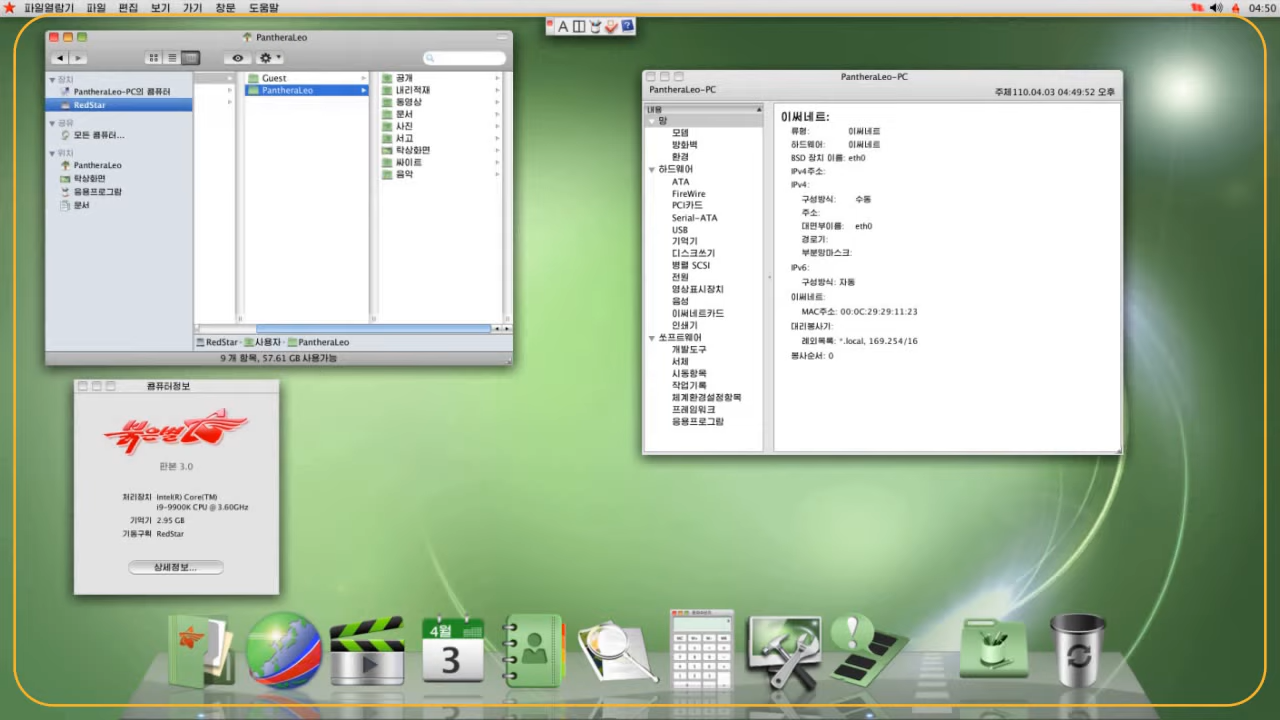 파일열람기 파일 편집 보기 가기 창문 도움말
04:50
PantheraLeo
장치
PantheraLeo-PC의 콤퓨터
RedStar
공유
모든 콤퓨터...
위치
PantheraLeo
탁상화면
응용프로그람
문서
Guest
PantheraLeo
공개
내리적재
동영상
문서
사진
서고
탁상화면
싸이트
음악
RedStar 사용자 PantheraLeo
9 개 항목, 57.61 GB 사용가능
콤퓨터정보
붉은별
판본 3.0
처리장치 Intel(R) Core(TM)
i9-9900K CPU @ 3.60GHz
기억기 2.95 GB
기동구획 RedStar
상세정보...
PantheraLeo-PC
PantheraLeo-PC
주체110.04.03 04:49:52 오후
내용
망
모뎀
방화벽
환경
하드웨어
ATA
FireWire
PCI카드
Serial-ATA
USB
기억기
디스크쓰기
병렬 SCSI
전원
영상표시장치
음성
이써네트카드
인쇄기
쏘프트웨어
개발도구
서체
시동항목
작업기록
체계환경설정항목
프레임워크
응용프로그람
이써네트:
류형: 이써네트
하드웨어: 이써네트
BSD 장치 이름: eth0
IPv4주소:
IPv4:
구성방식: 수동
주소:
대면부이름: eth0
경로기:
부분망마스크:
IPv6:
구성방식: 자동
이써네트:
MAC주소: 00:0C:29:29:11:23
대리봉사기:
례외목록: *.local, 169.254/16
봉사순서: 0
4월
3